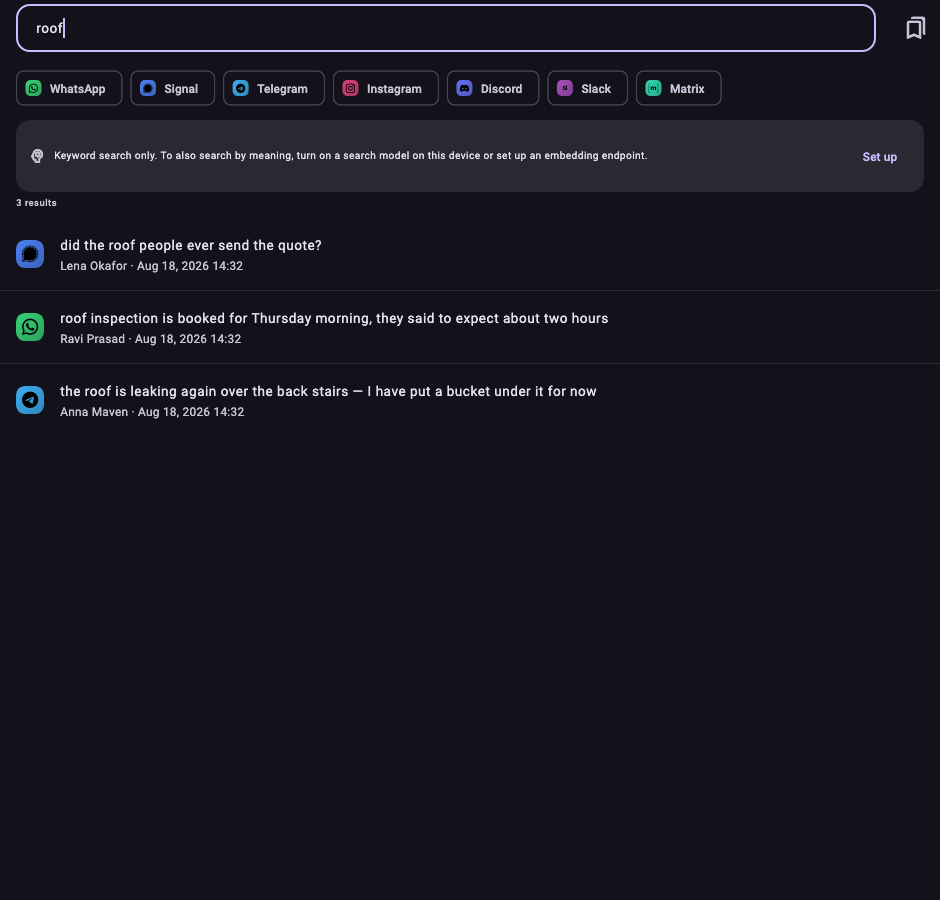 roof
WhatsApp
Signal
Telegram
Instagram
Discord
Slack
Matrix
Keyword search only. To also search by meaning, turn on a search model on this device or set up an embedding endpoint.
Set up
3 results
did the roof people ever send the quote?
Lena Okafor · Aug 18, 2026 14:32
roof inspection is booked for Thursday morning, they said to expect about two hours
Ravi Prasad · Aug 18, 2026 14:32
the roof is leaking again over the back stairs — I have put a bucket under it for now
Anna Maven · Aug 18, 2026 14:32